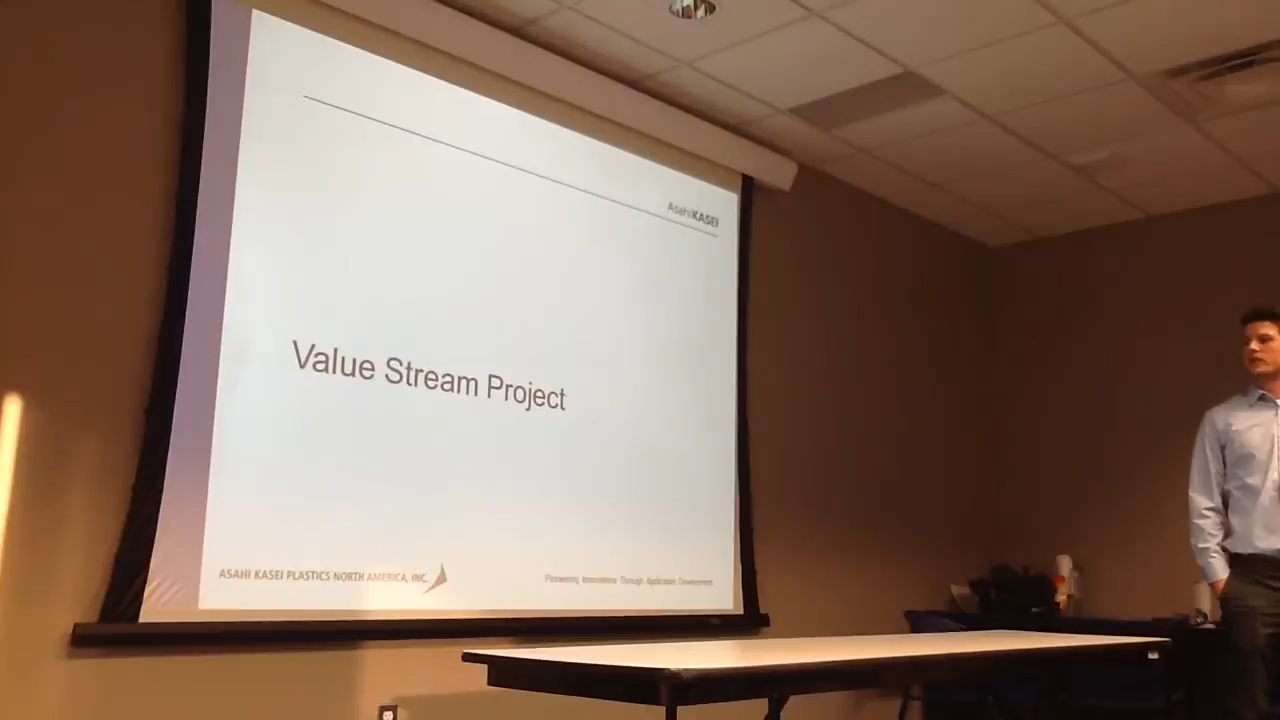 AsahiKASEI
Value Stream Project
ASAHI KASEI PLASTICS NORTH AMERICA, INC.
Pioneering Innovations Through Application Development